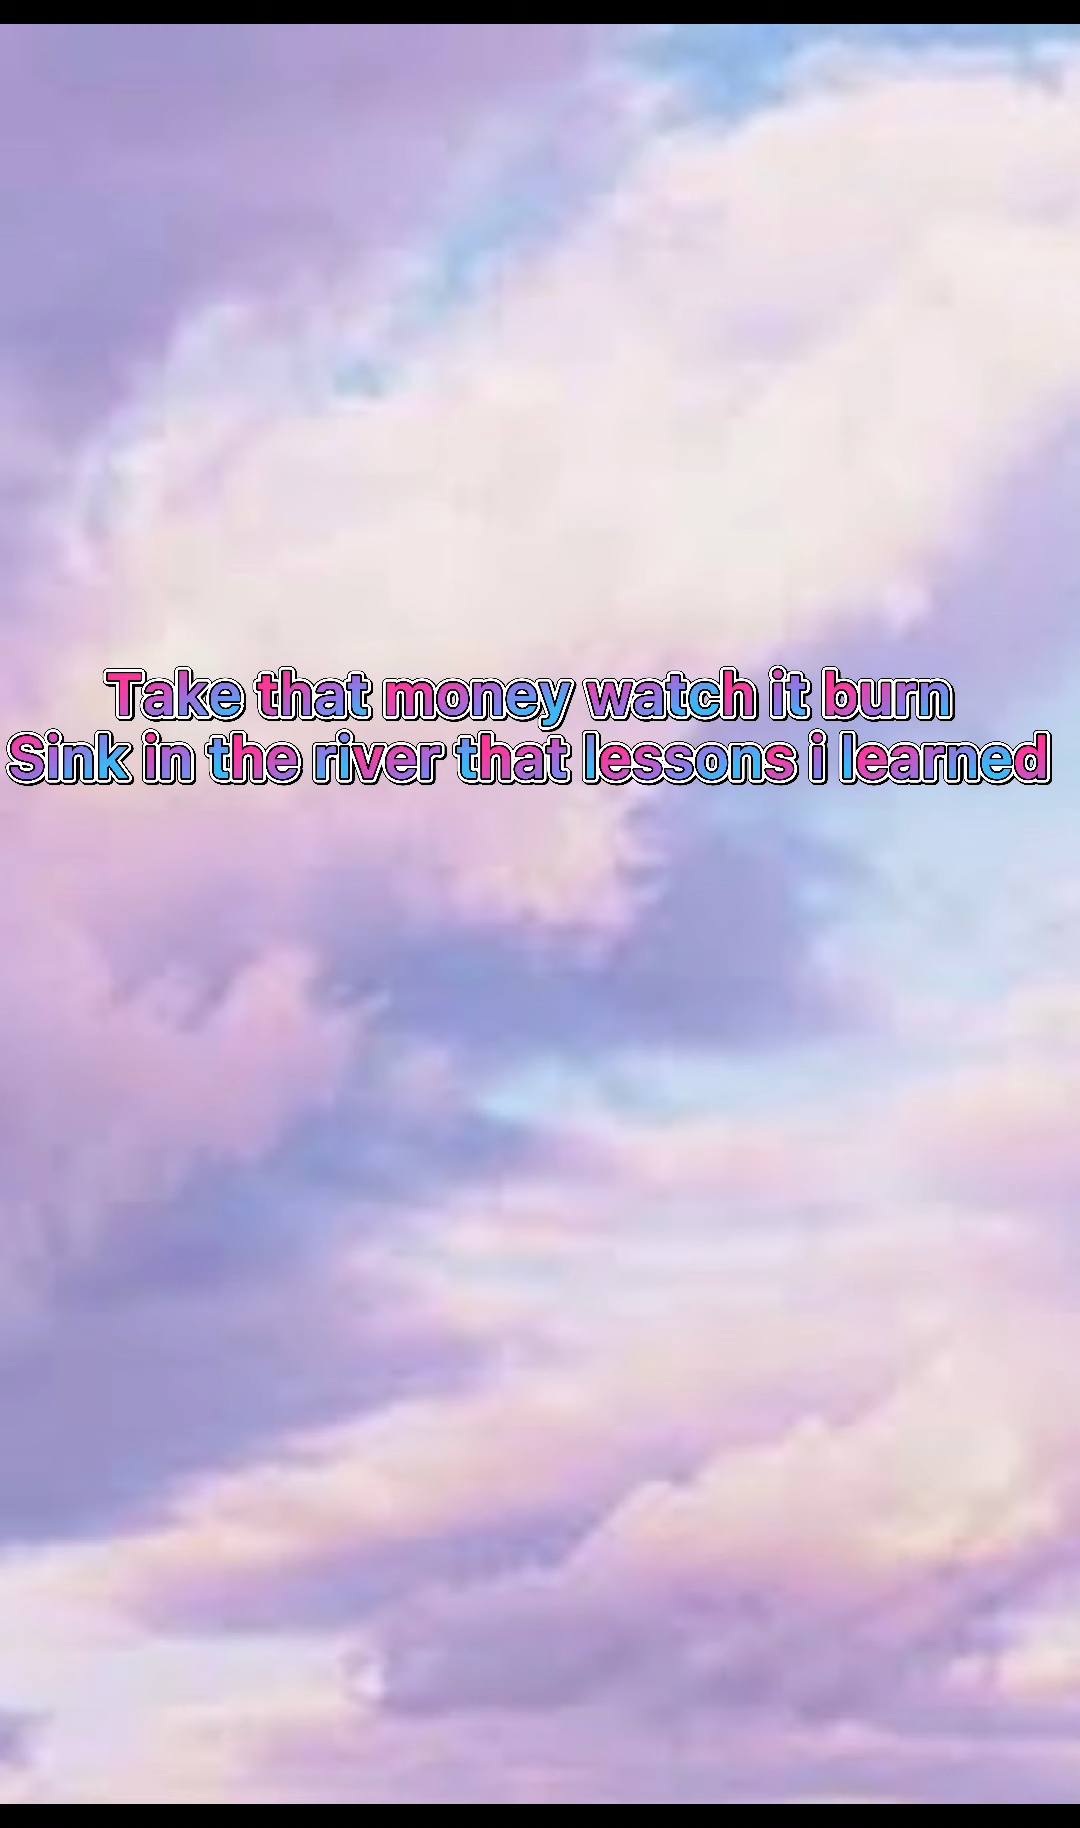 Take that money watch it burn
Sink in the river that lessons i learned